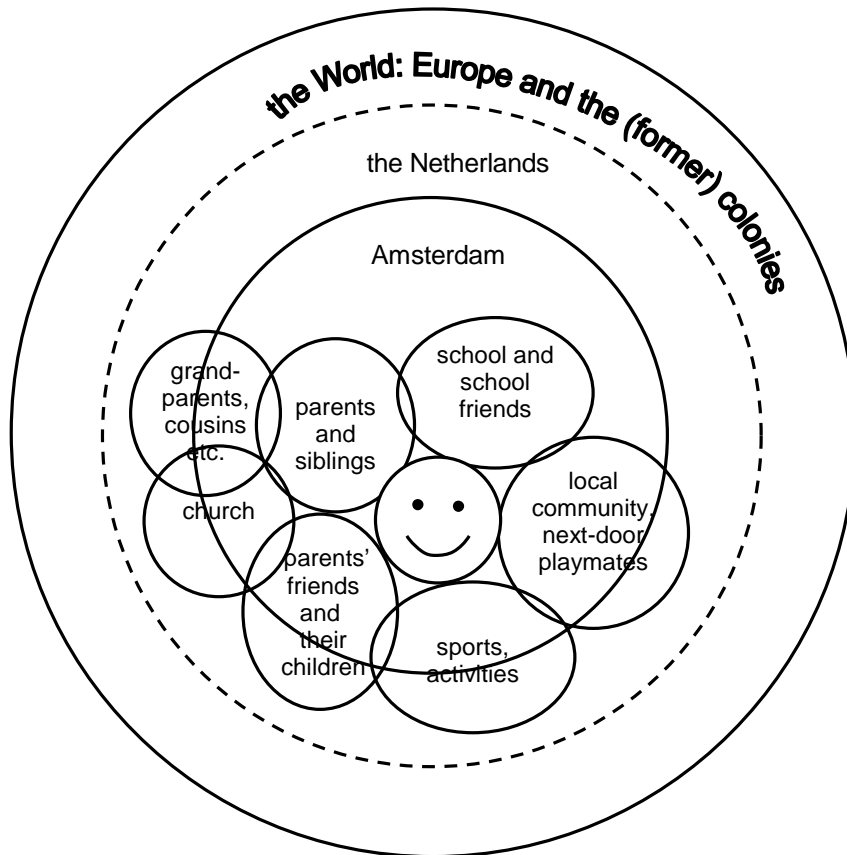 the World: Europe and the (former) colonies
the Netherlands
Amsterdam
grand-
parents,
cousins
etc.
parents
and
siblings
school and
school
friends
church
local
community,
next-door
playmates
parents’
friends
and
their
children
sports,
activities